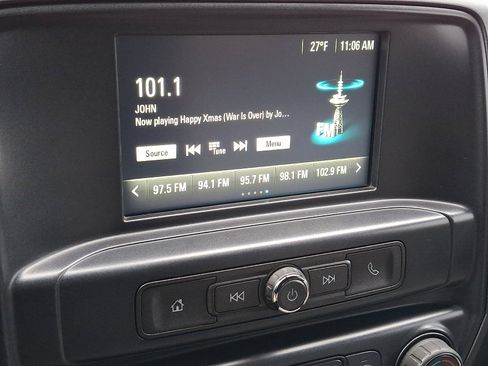 27°F 11:06 AM
101.1
JOHN
Now playing Happy Xmas (War Is Over) by Jo...
FM
Source Tune Menu
97.5 FM 94.1 FM 95.7 FM 98.1 FM 102.9 FM